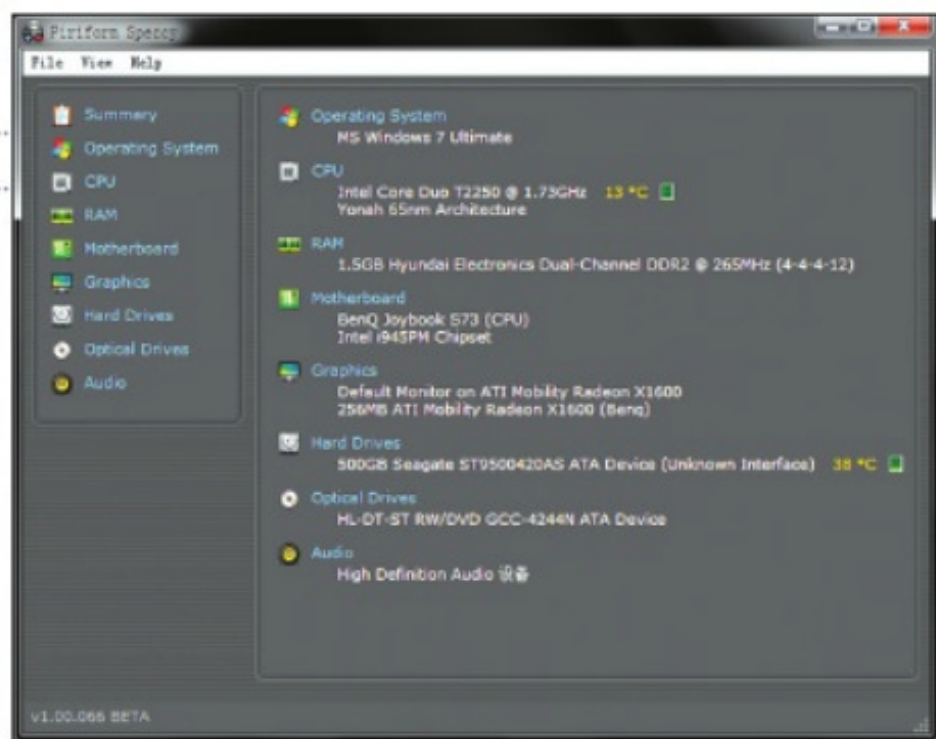 Piriform Speccy
File View Help
Summary
Operating System
CPU
RAM
Motherboard
Graphics
Hard Drives
Optical Drives
Audio
Operating System
MS Windows 7 Ultimate
CPU
Intel Core Duo T2250 @ 1.73GHz 13 °C
Yonah 65nm Architecture
RAM
1.5GB Hyundai Electronics Dual-Channel DDR2 @ 265MHz (4-4-4-12)
Motherboard
BenQ Joybook S73 (CPU)
Intel i945PM Chipset
Graphics
Default Monitor on ATI Mobility Radeon X1600
256MB ATI Mobility Radeon X1600 (Benq)
Hard Drives
500GB Seagate ST9500420AS ATA Device (Unknown Interface) 38 °C
Optical Drives
HL-DT-ST RW/DVD GCC-4244N ATA Device
Audio
High Definition Audio 设备
v1.00.066 BETA